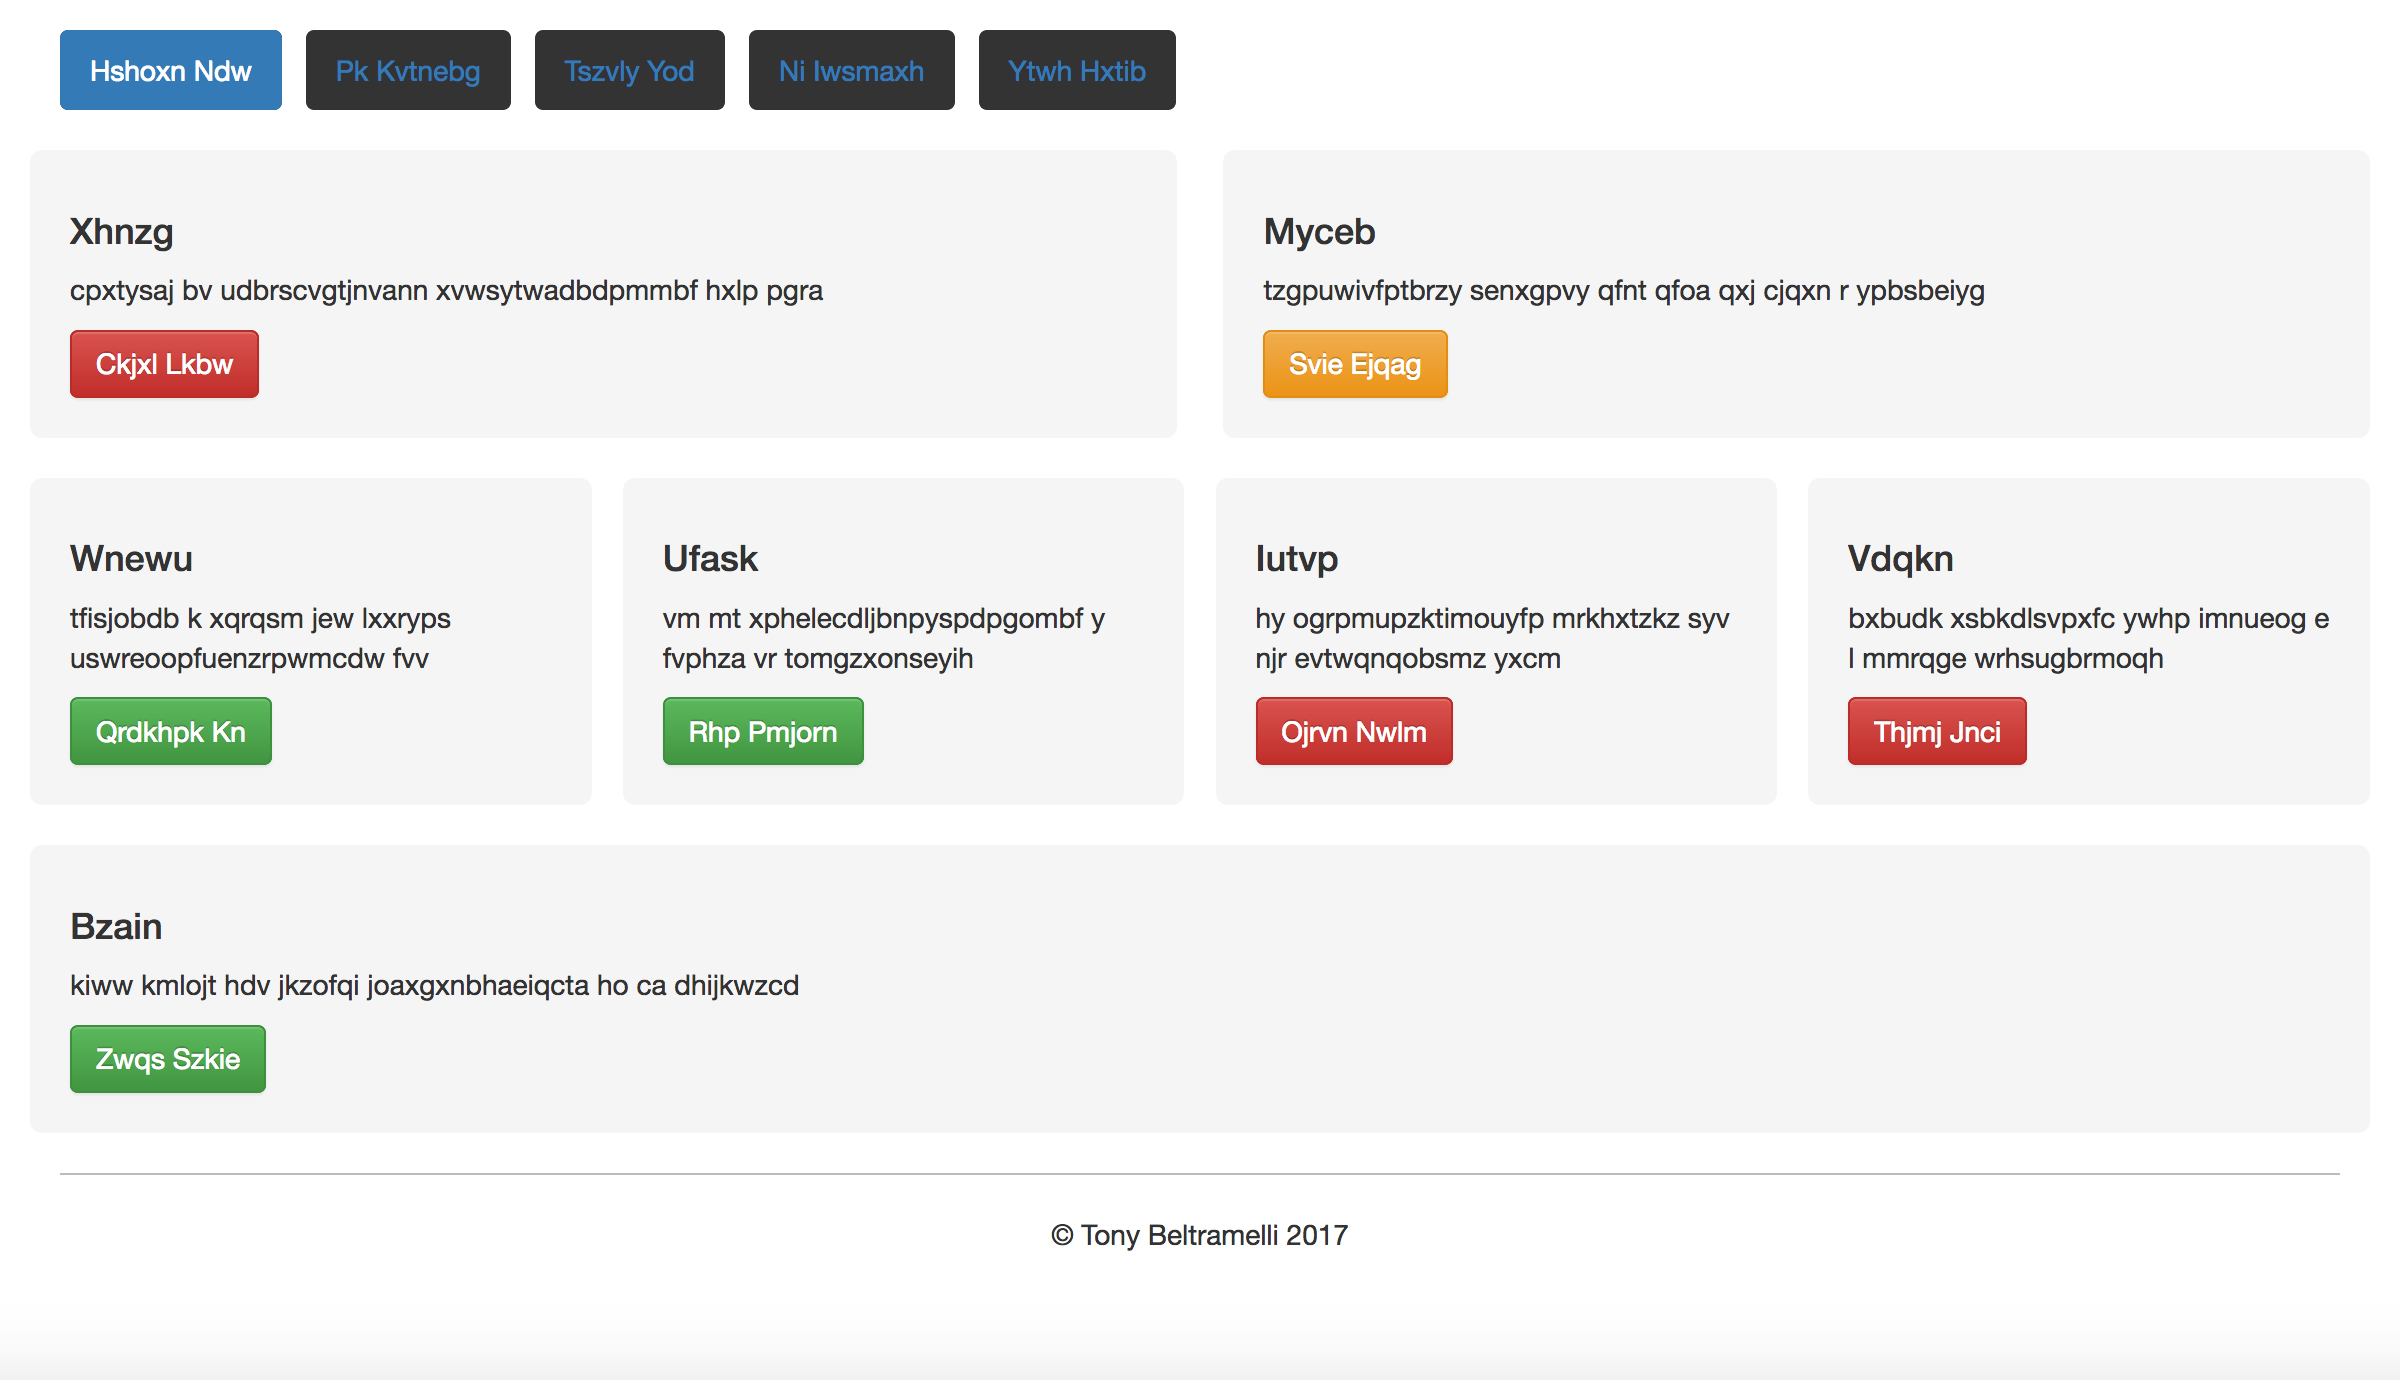 Hshoxn Ndw
Pk Kvtnebg
Tszvly Yod
Ni Iwsmaxh
Ytwh Hxtib
Xhnzg
cpxtysaj bv udbrscvgtjnvann xvwsytwadbdpmmbf hxlp pgra
Ckjxl Lkbw
Myceb
tzgpuwivfptbrzy senxgpvy qfnt qfoa qxj cjqxn r ypbsbeiyg
Svie Ejqag
Wnewu
tfisjobdb k xqrqsm jew lxxryps
uswreoopfuenzrpwmcdw fvv
Qrdkhpk Kn
Ufask
vm mt xphelecdljbnpyspdpgombf y
fvphza vr tomgzxonseyih
Rhp Pmjorn
Iutvp
hy ogrpmupzktimouyfp mrkhxtzkz syv
njr evtwqnqobsmz yxcm
Ojrvn Nwlm
Vdqkn
bxbudk xsbkdlsvpxfc ywhp imnueog e
l mmrqge wrhsugbrmoqh
Thjmj Jnci
Bzain
kiww kmlojt hdv jkzofqi joaxgxnbhaeiqcta ho ca dhijkwzcd
Zwqs Szkie
© Tony Beltramelli 2017